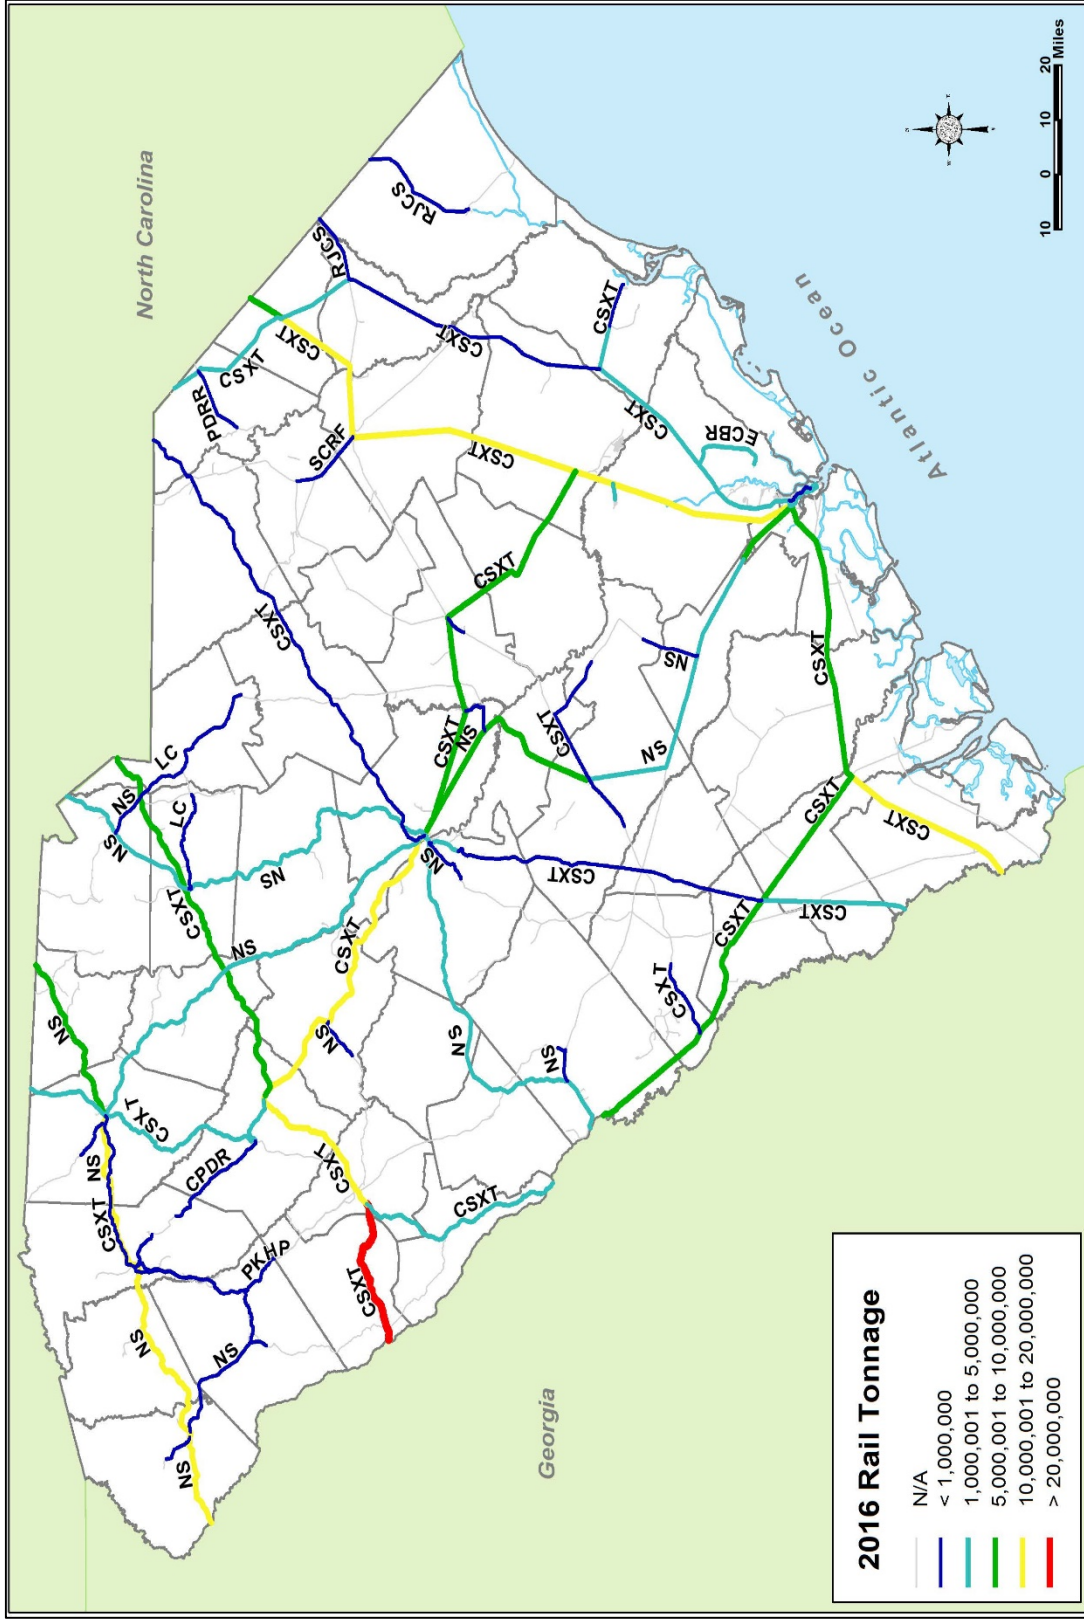 North Carolina
NS
NS
NS
LC
LC
CSXT
NS
CSXT
NS
NS
NS
PKHP
CPDR
CSXT
NS
NS
PDRR
CSXT
CSXT
RJCS
RJCS
SCRF
CSXT
CSXT
NS
CSXT
CSXT
CSXT
NS
NS
NS
CSXT
NS
CSXT
CSXT
CSXT
CSXT
CSXT
ECBR
CSXT
NS
NS
CSXT
CSXT
CSXT
CSXT
CSXT
CSXT
CSXT
Georgia
Atlantic Ocean
2016 Rail Tonnage
N/A
< 1,000,000
1,000,001 to 5,000,000
5,000,001 to 10,000,000
10,000,001 to 20,000,000
> 20,000,000
10 0 10 20
Miles